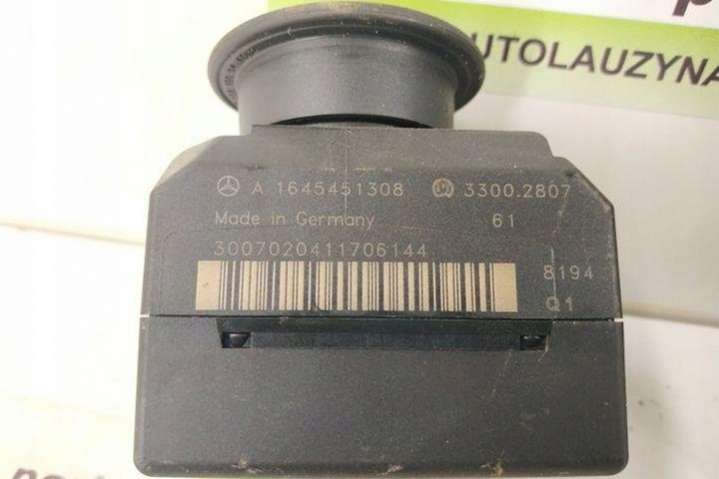 UTOLAUZYNA
A 1645451308 3300.2807
Made in Germany 61
3007020411706144
8194
Q1